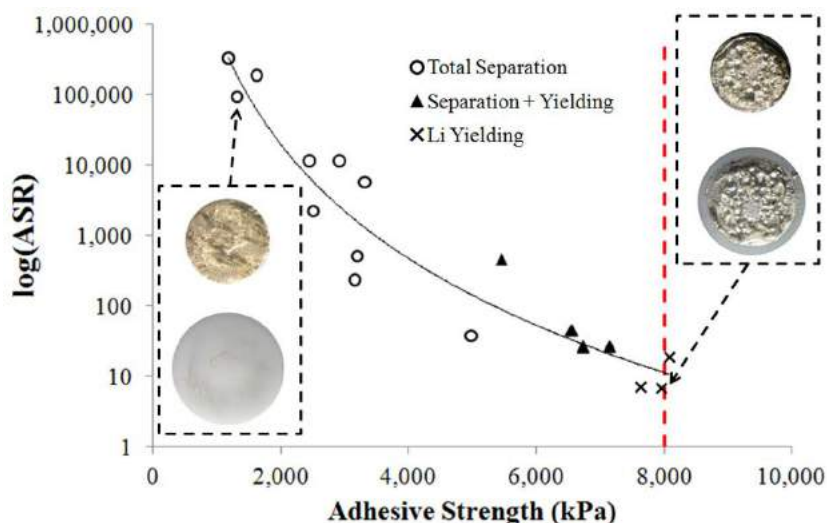 1,000,000
100,000
10,000
1,000
100
10
1
log(ASR)
Total Separation
Separation + Yielding
Li Yielding
0
2,000
4,000
6,000
8,000
10,000
Adhesive Strength (kPa)